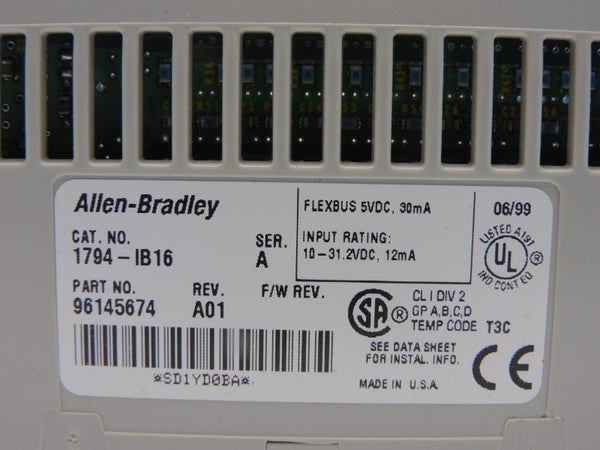 Allen-Bradley
CAT. NO.
1794-IB16
SER.
A
PART NO.
96145674
REV.
A01
F/W REV.
*SD1YD0BA*
FLEXBUS 5VDC, 30mA
INPUT RATING:
10-31.2VDC, 12mA
06/99
LISTED A191
UL
®
IND CONT EQ
SA
®
CL I DIV 2
GP A,B,C,D
TEMP CODE T3C
SEE DATA SHEET
FOR INSTAL. INFO.
MADE IN U.S.A.
CE